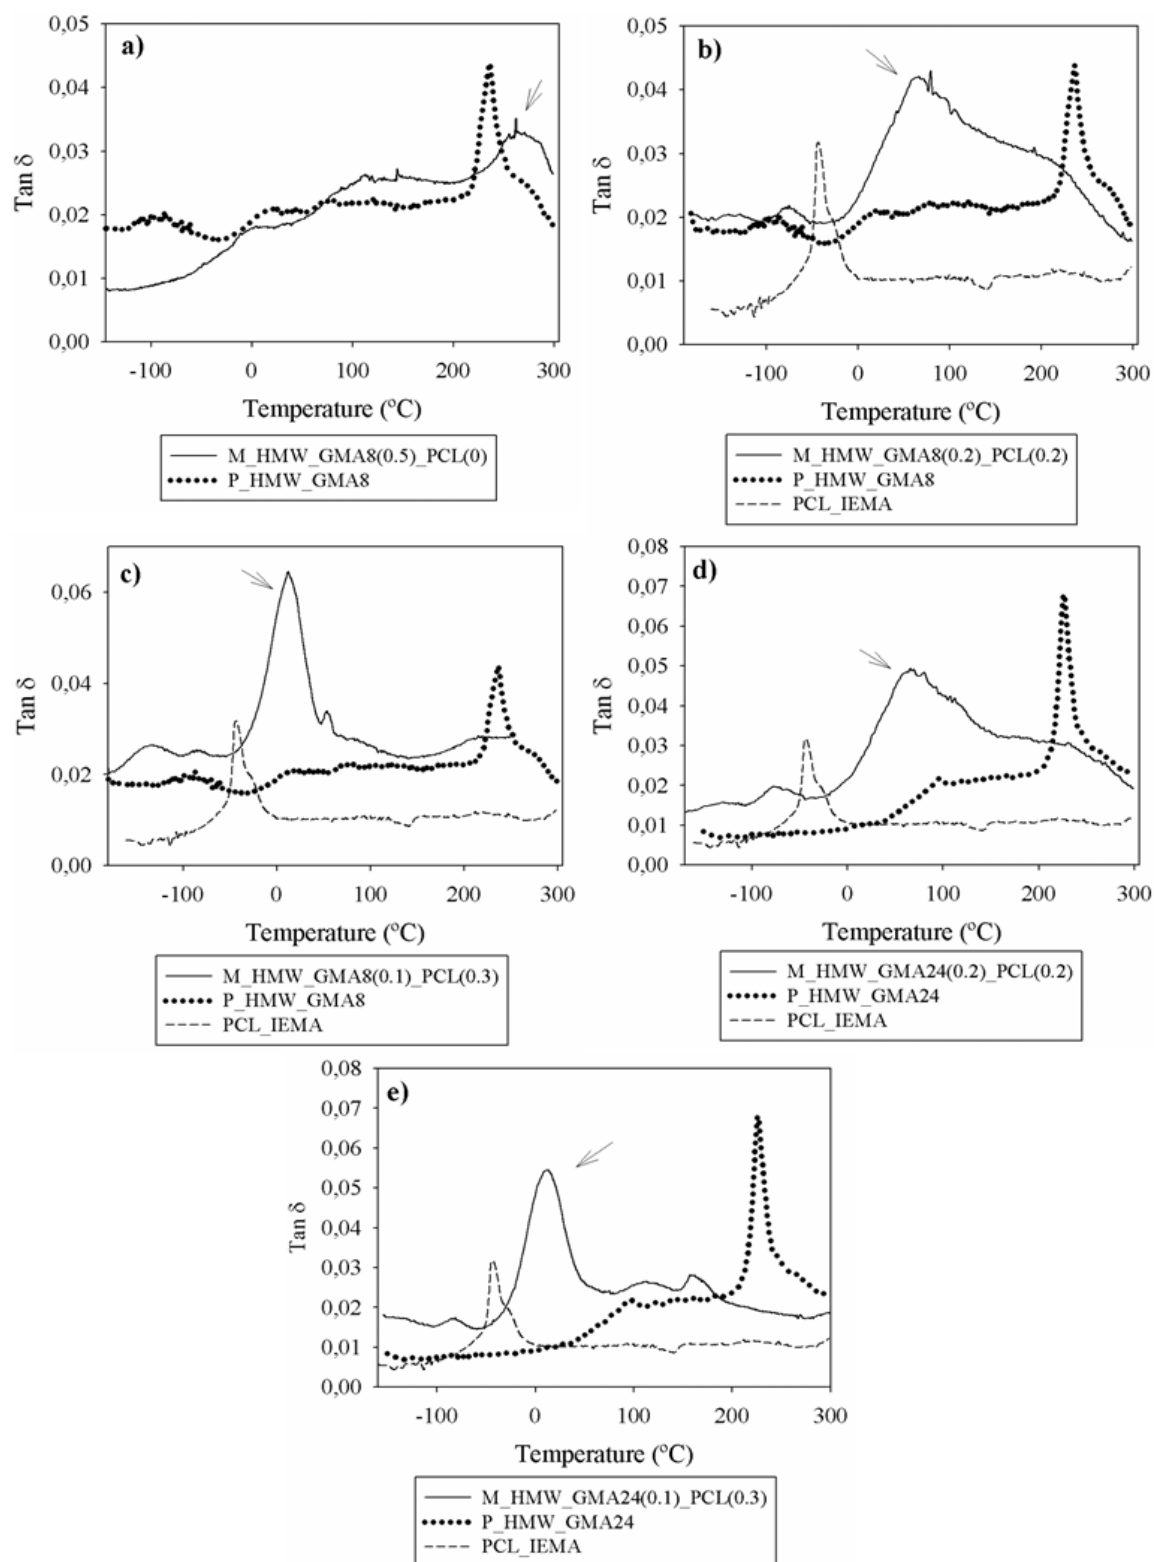 a)
0,05
0,04
0,03
0,02
0,01
0,00
Tan δ
-100 0 100 200 300
Temperature (ºC)
M_HMW_GMA8(0.5)_PCL(0)
P_HMW_GMA8
b)
0,05
0,04
0,03
0,02
0,01
0,00
Tan δ
-100 0 100 200 300
Temperature (ºC)
M_HMW_GMA8(0.2)_PCL(0.2)
P_HMW_GMA8
PCL_IEMA
c)
0,06
0,04
0,02
0,00
Tan δ
-100 0 100 200 300
Temperature (ºC)
M_HMW_GMA8(0.1)_PCL(0.3)
P_HMW_GMA8
PCL_IEMA
d)
0,08
0,07
0,06
0,05
0,04
0,03
0,02
0,01
0,00
Tan δ
-100 0 100 200 300
Temperature (ºC)
M_HMW_GMA24(0.2)_PCL(0.2)
P_HMW_GMA24
PCL_IEMA
e)
0,08
0,07
0,06
0,05
0,04
0,03
0,02
0,01
0,00
Tan δ
-100 0 100 200 300
Temperature (ºC)
M_HMW_GMA24(0.1)_PCL(0.3)
P_HMW_GMA24
PCL_IEMA